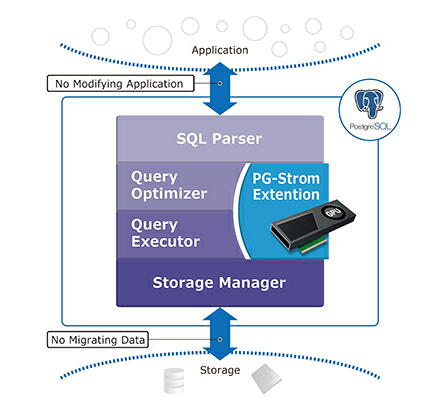 Application
No Modifying Application
PostgreSQL
SQL Parser
Query
Optimizer
PG-Strom
Extention
GPU
Query
Executor
Storage Manager
No Migrating Data
Storage